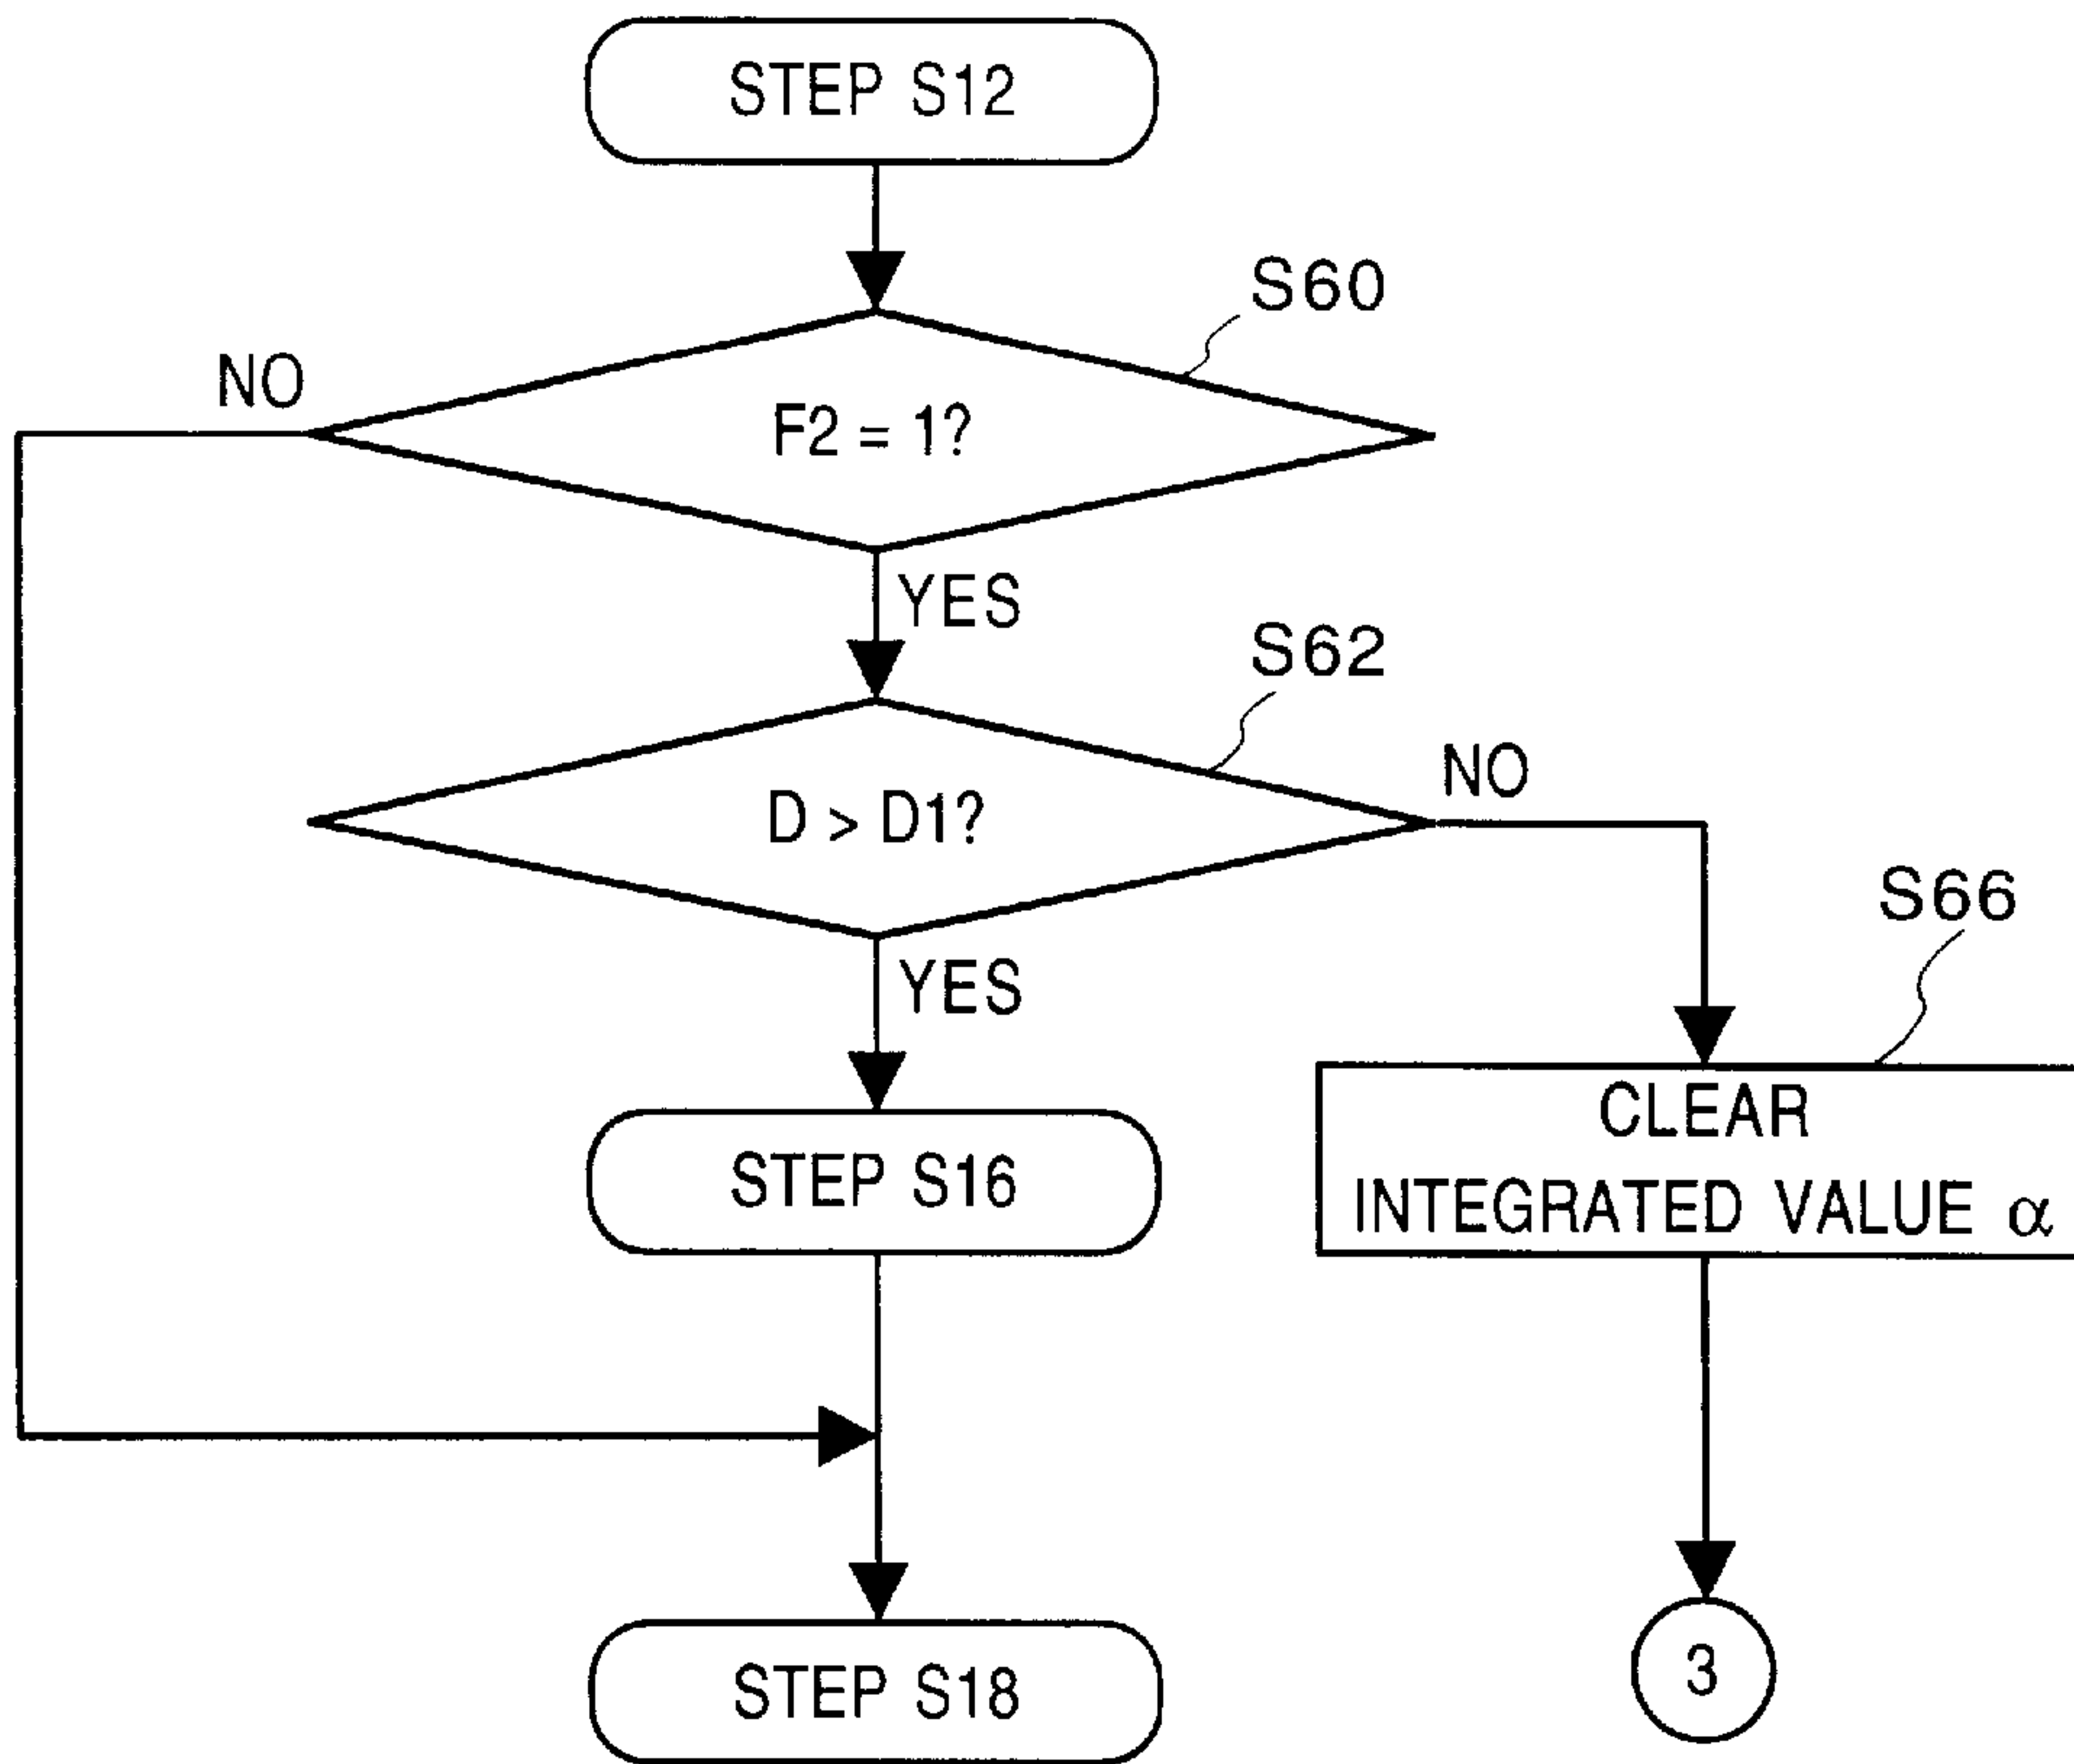 STEP S12
S60
NO
F2 = 1?
YES
S62
NO
D > D1?
S66
YES
CLEAR
INTEGRATED VALUE α
STEP S16
3
STEP S18